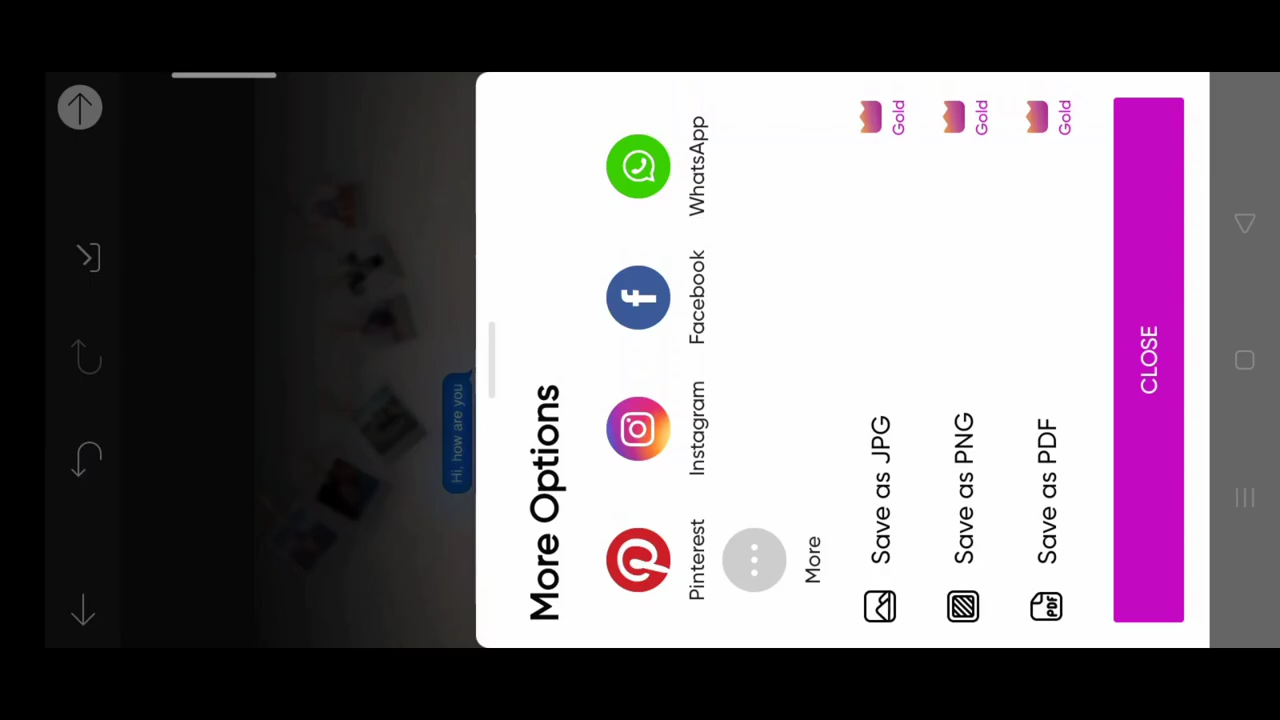 Hi, how are you
More Options
Pinterest
Instagram
Facebook
WhatsApp
More
Save as JPG
Gold
Save as PNG
Gold
PDF
Save as PDF
Gold
CLOSE